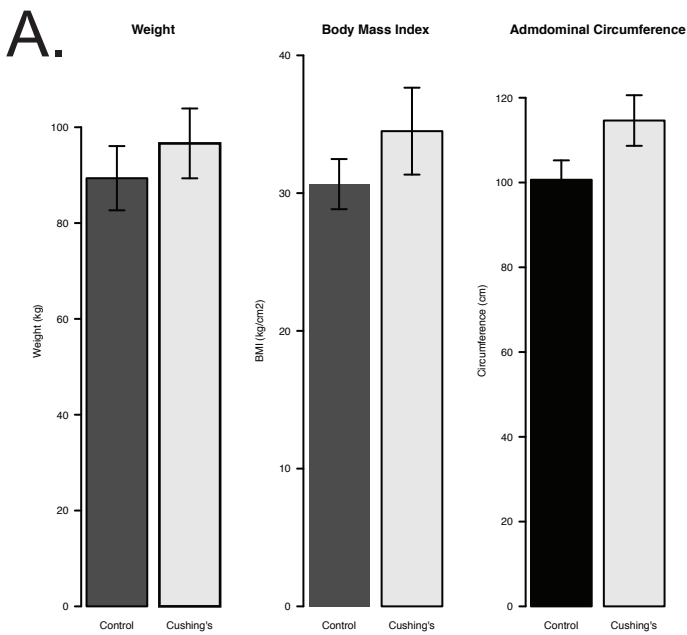 A.
Weight
Weight (kg)
0
20
40
60
80
100
Control
Cushing's
Body Mass Index
BMI (kg/cm2)
0
10
20
30
40
Control
Cushing's
Admdominal Circumference
Circumference (cm)
0
20
40
60
80
100
120
Control
Cushing's